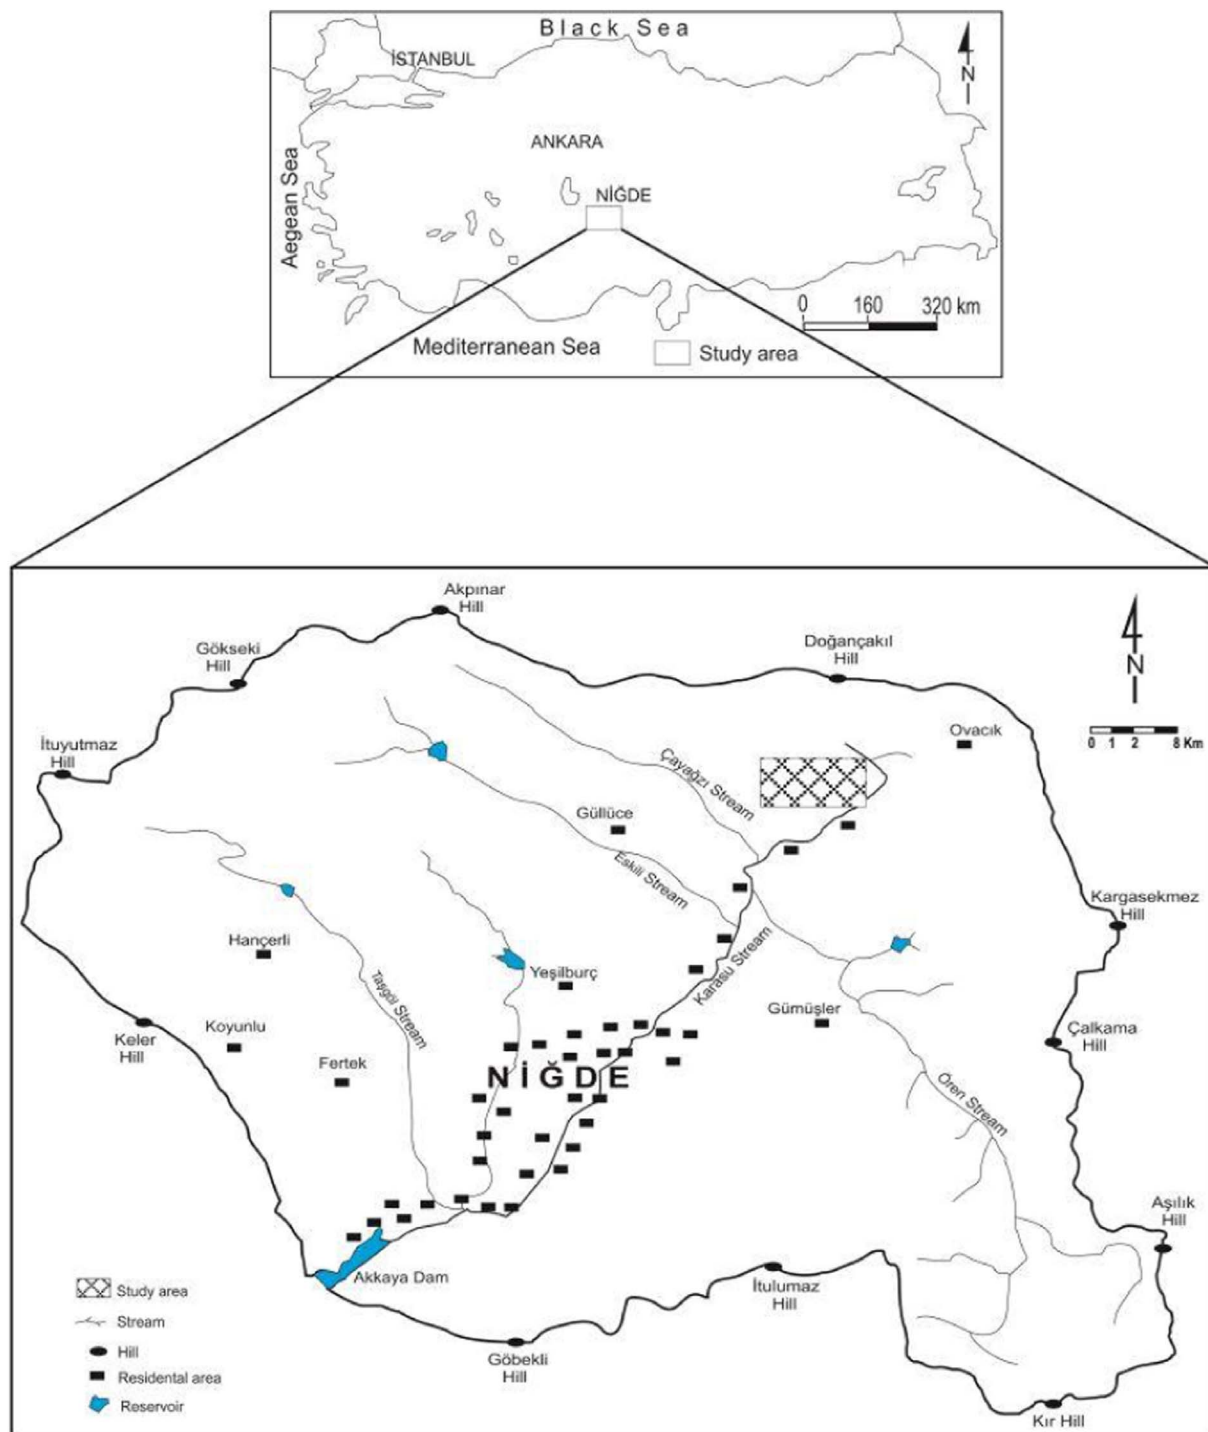 Black Sea
İSTANBUL
N
ANKARA
Aegean Sea
NİĞDE
0 160 320 km
Mediterranean Sea
Study area
Akpınar
Hill
Gökseki
Hill
Doğançakıl
Hill
N
Ovacık
0 1 2 8 Km
İtuyutmaz
Hill
Çayağzı Stream
Güllüce
Eskili Stream
Kargasekmez
Hill
Hançerli
Yeşilburç
Karasu Stream
Taşgöl Stream
Gümüşler
Koyunlu
Keler
Hill
Çalkama
Hill
Fertek
NİĞDE
Ören Stream
Aşılık
Hill
Akkaya Dam
İtulumaz
Hill
Study area
Stream
Hill
Residental area
Reservoir
Göbekli
Hill
Kır Hill